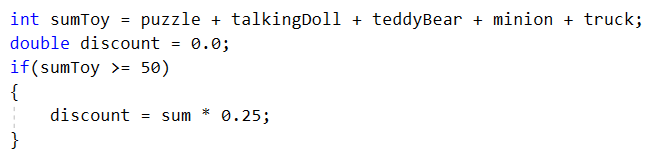 int sumToy = puzzle + talkingDoll + teddyBear + minion + truck;
double discount = 0.0;
if(sumToy >= 50)
{
    discount = sum * 0.25;
}